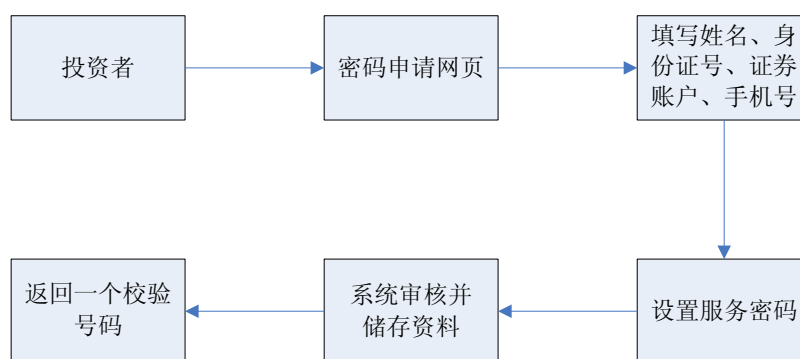 投资者
密码申请网页
填写姓名、身
份证号、证券
账户、手机号
返回一个校验
号码
系统审核并
储存资料
设置服务密码